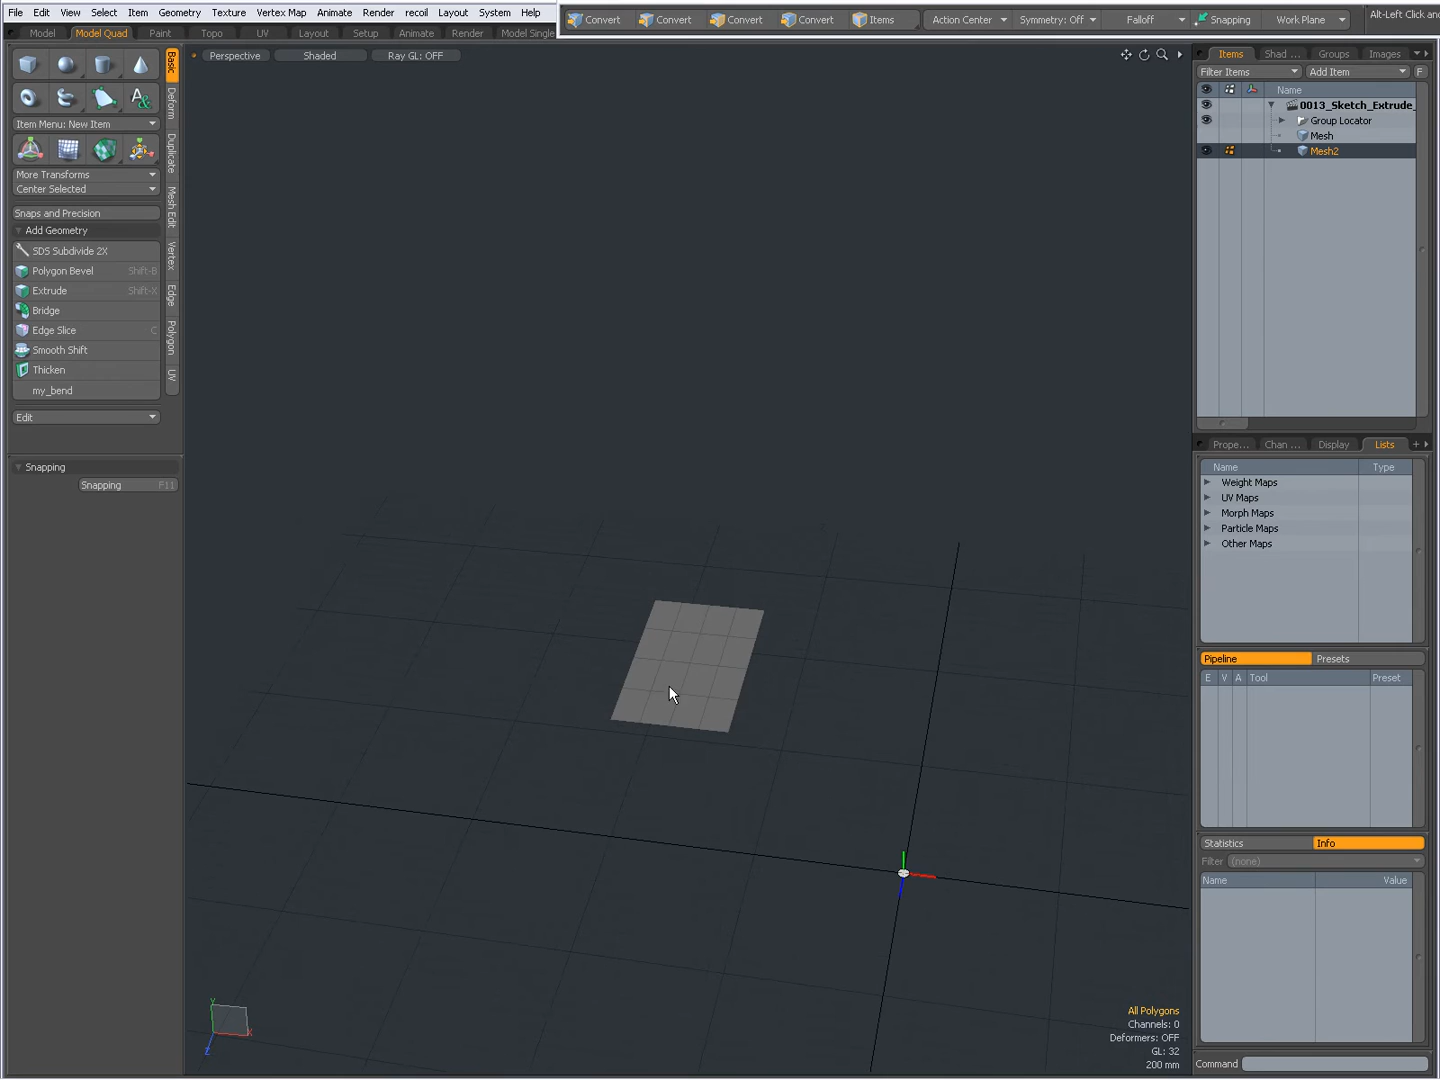 File Edit View Select Item Geometry Texture Vertex Map Animate Render recoil Layout System Help
Convert Convert Convert Convert Items Action Center Symmetry: Off Falloff Snapping Work Plane Alt-Left Click and
Model Model Quad Paint Topo UV Layout Setup Animate Render Model Single
Perspective Shaded Ray GL: OFF
Basic
Deform
Duplicate
Mesh Edit
Vertex
Edge
Polygon
UV
Item Menu: New Item
More Transforms
Center Selected
Snaps and Precision
Add Geometry
SDS Subdivide 2X
Polygon Bevel Shift-B
Extrude Shift-X
Bridge
Edge Slice C
Smooth Shift
Thicken
my_bend
Edit
Snapping
Snapping F11
Items Shad ... Groups Images
Filter Items Add Item F
Name
0013_Sketch_Extrude_
Group Locator
Mesh
Mesh2
Prope... Chan ... Display Lists
Name Type
Weight Maps
UV Maps
Morph Maps
Particle Maps
Other Maps
Pipeline Presets
E V A Tool Preset
Statistics Info
Filter (none)
Name Value
Command
All Polygons
Channels: 0
Deformers: OFF
GL: 32
200 mm
Y
X
Z